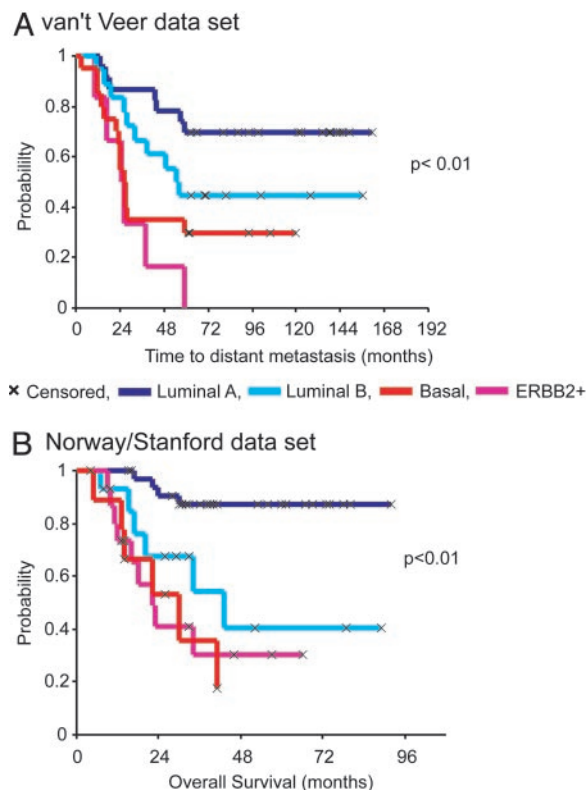 A van't Veer data set
1
0.8
0.6
0.4
0.2
0
Probability
p< 0.01
0 24 48 72 96 120 144 168 192
Time to distant metastasis (months)
× Censored, Luminal A, Luminal B, Basal, ERBB2+
B Norway/Stanford data set
1
0.8
0.6
0.4
0.2
0
Probability
p<0.01
0 24 48 72 96
Overall Survival (months)